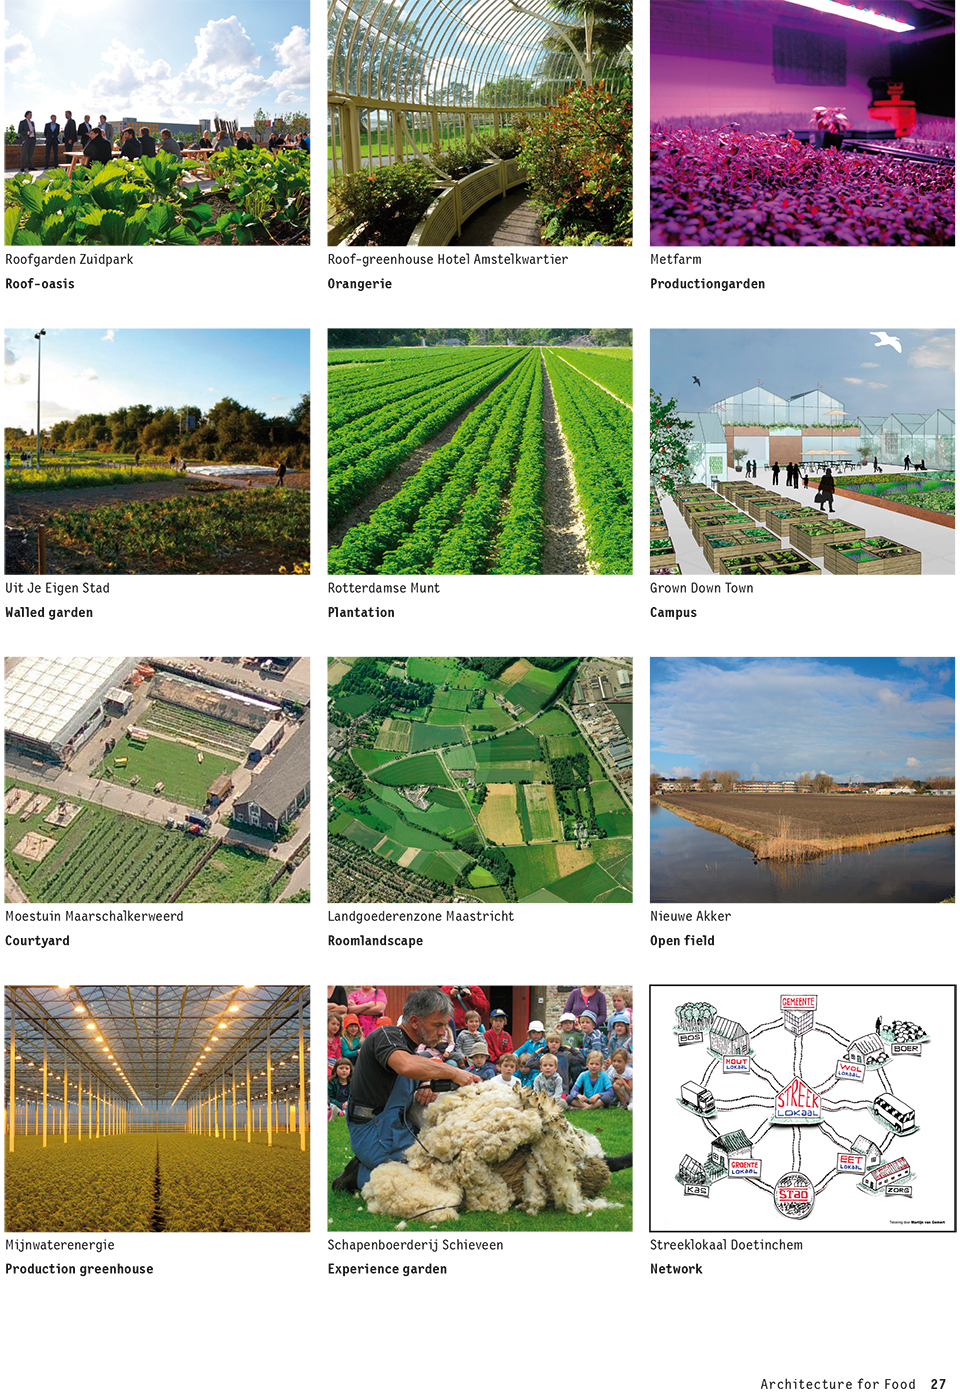 Roofgarden Zuidpark
Roof-oasis
Roof-greenhouse Hotel Amstelkwartier
Orangerie
Metfarm
Productiongarden
Uit Je Eigen Stad
Walled garden
Rotterdamse Munt
Plantation
Grown Down Town
Campus
Moestuin Maarschalkerweerd
Courtyard
Landgoederenzone Maastricht
Roomlandscape
Nieuwe Akker
Open field
GEMEENTE
BOS
BOER
HOUT
LOKAAL
WOL
LOKAAL
STREEK
LOKAAL
GROENTE
LOKAAL
EET
LOKAAL
KAS
STAD
ZORG
Tekening door Martijn van Gemert
Mijnwaterenergie
Production greenhouse
Schapenboerderij Schieveen
Experience garden
Streeklokaal Doetinchem
Network
Architecture for Food 27